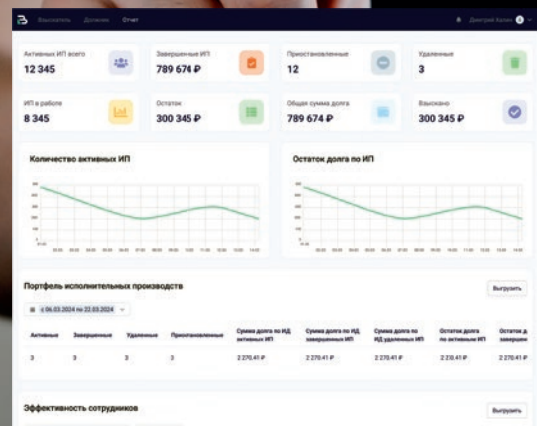 Взыскатель Должник Отчет Дмитрий Калин
Активных ИП всего Завершенные ИП Приостановленные Удаленные
12 345 789 674 ₽ 12 3
ИП в работе Остаток Общая сумма долга Взыскано
8 345 300 345 ₽ 789 674 ₽ 300 345 ₽
Количество активных ИП Остаток долга по ИП
Портфель исполнительных производств Выгрузить
с 06.03.2024 по 22.03.2024
Активные Завершенные Удаленные Приостановленные Сумма долга по ИД активных ИП Сумма долга по ИД завершенных ИП Сумма долга по ИД удаленных ИП Остаток долга по активным ИП Остаток д завершен
3 3 3 3 2 270.41 ₽ 2 270.41 ₽ 2 270.41 ₽ 2 270.41 ₽ 2 270.41 ₽
Эффективность сотрудников Выгрузить